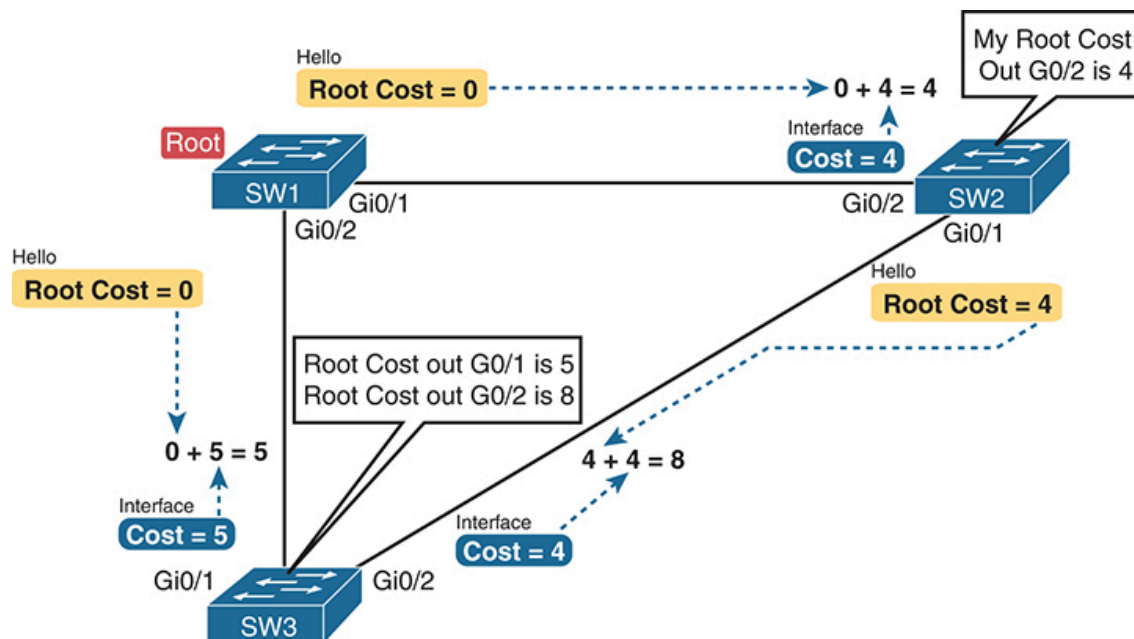 Hello
Root Cost = 0
0 + 4 = 4
My Root Cost
Out G0/2 is 4
Interface
Cost = 4
Root
SW1
Gi0/1
Gi0/2
Gi0/2
SW2
Gi0/1
Hello
Root Cost = 0
Hello
Root Cost = 4
Root Cost out G0/1 is 5
Root Cost out G0/2 is 8
0 + 5 = 5
4 + 4 = 8
Interface
Cost = 5
Interface
Cost = 4
Gi0/1
Gi0/2
SW3